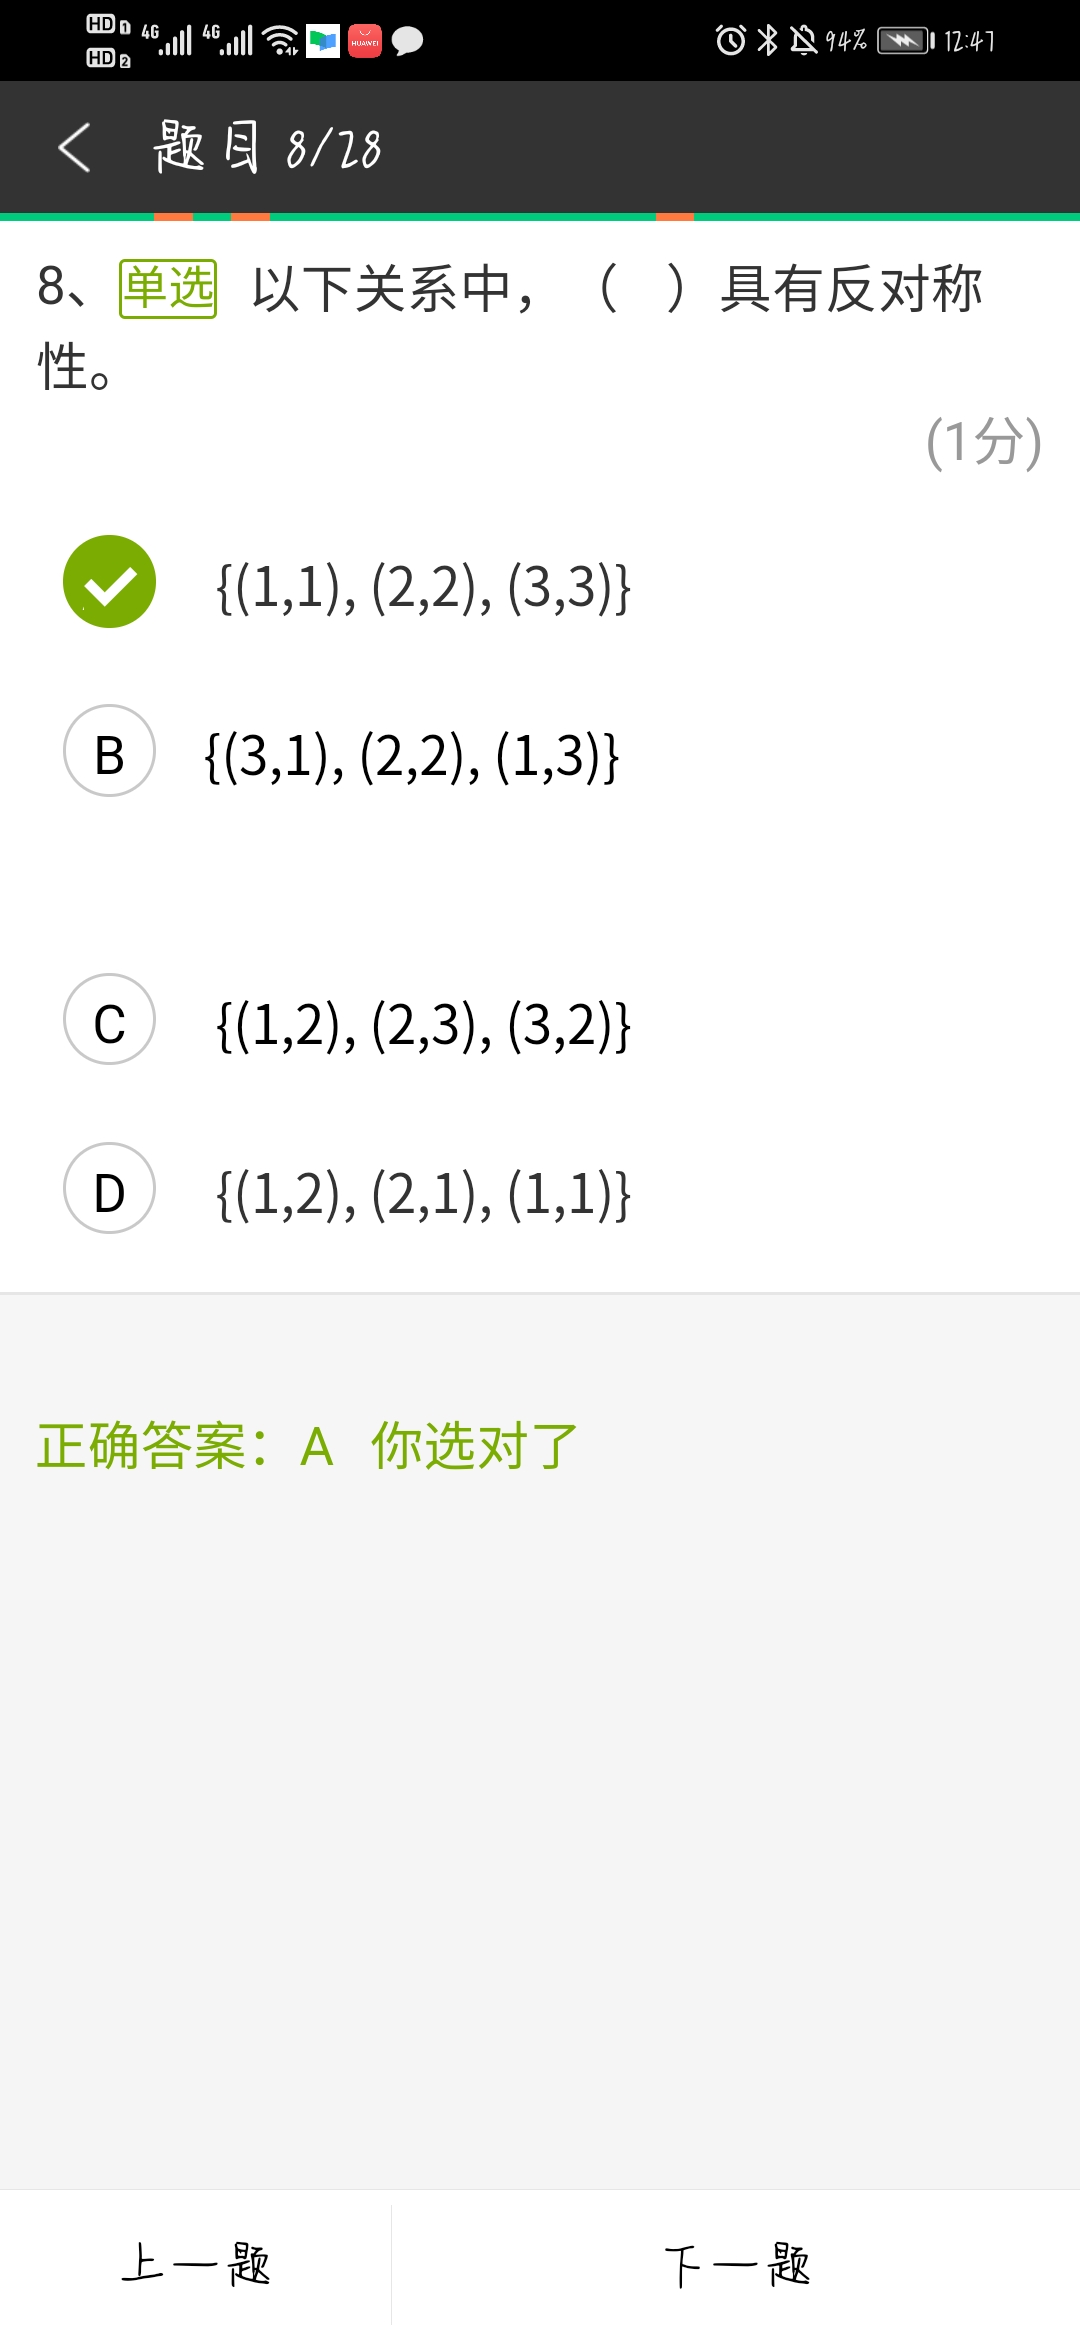 HD 1 4G 4G HUAWEI 94% 12:47
HD 2
题目 8/28
8、单选 以下关系中，（ ）具有反对称
性。
(1分)
{(1,1), (2,2), (3,3)}
B {(3,1), (2,2), (1,3)}
C {(1,2), (2,3), (3,2)}
D {(1,2), (2,1), (1,1)}
正确答案：A 你选对了
上一题 下一题